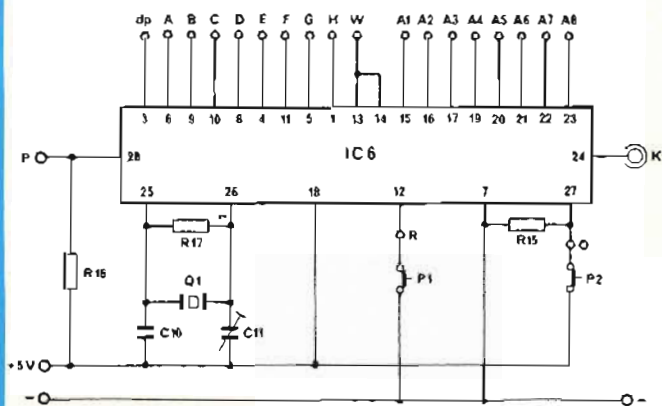 dp A B C D E F G H W A1 A2 A3 A4 A5 A6 A7 A8
3 6 9 10 8 4 11 5 1 13 14 15 16 17 19 20 21 22 23
P 28 IC6 24 K
25 26 18 12 7 27
R17 R R15 O
R16 Q1 P1 P2
C10 C11
+5V
- -